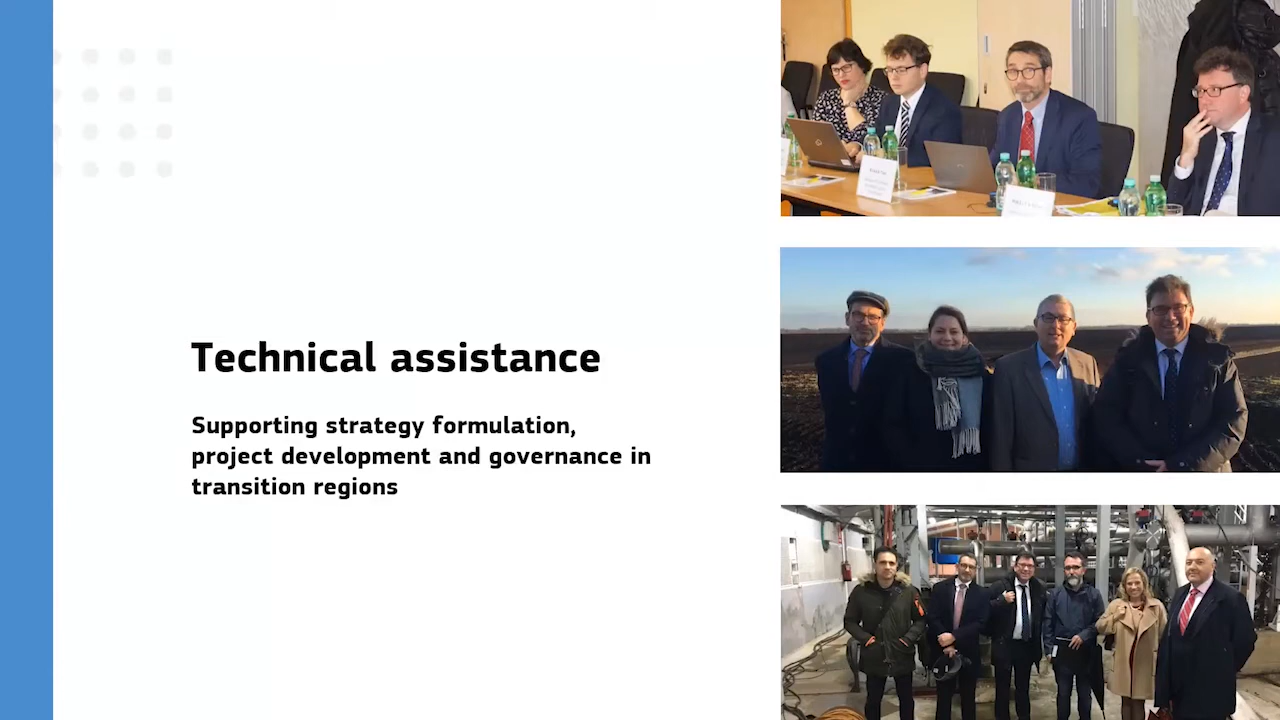 Technical assistance
Supporting strategy formulation,
project development and governance in
transition regions